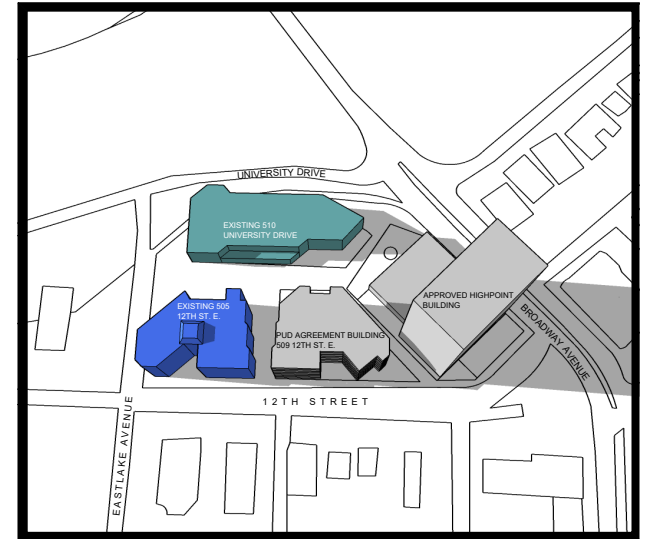 UNIVERSITY DRIVE
EXISTING 510
UNIVERSITY DRIVE
APPROVED HIGHPOINT
BUILDING
EXISTING 505
12TH ST. E.
PUD AGREEMENT BUILDING
509 12TH ST. E.
BROADWAY AVENUE
12TH STREET
EASTLAKE AVENUE